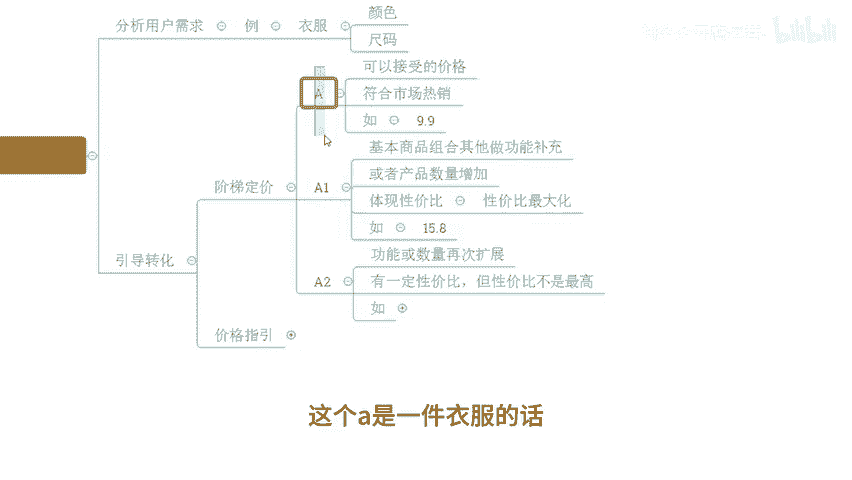 颜色
分析用户需求 例 衣服
尺码
可以接受的价格
A 符合市场热销
如 9.9
基本商品组合其他做功能补充
或者产品数量增加
阶梯定价 A1
体现性价比 性价比最大化
如 15.8
功能或数量再次扩展
引导转化
A2 有一定性价比，但性价比不是最高
如
价格指引
这个a是一件衣服的话
bilibili